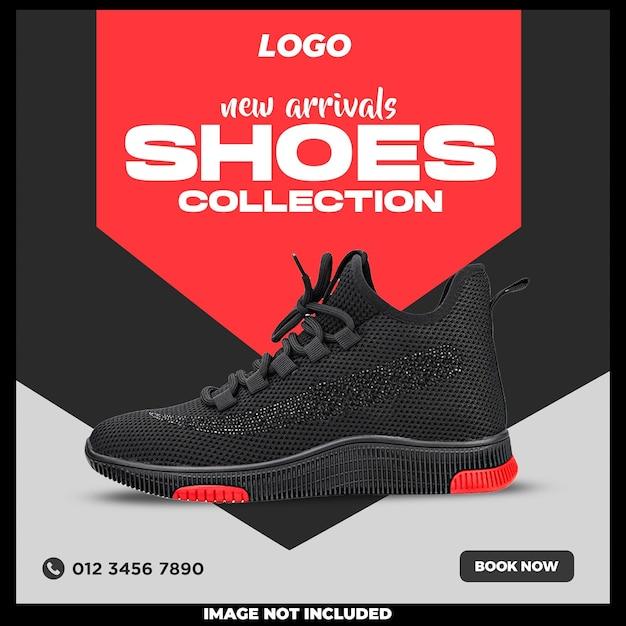 LOGO
new arrivals
SHOES
COLLECTION
012 3456 7890
BOOK NOW
IMAGE NOT INCLUDED